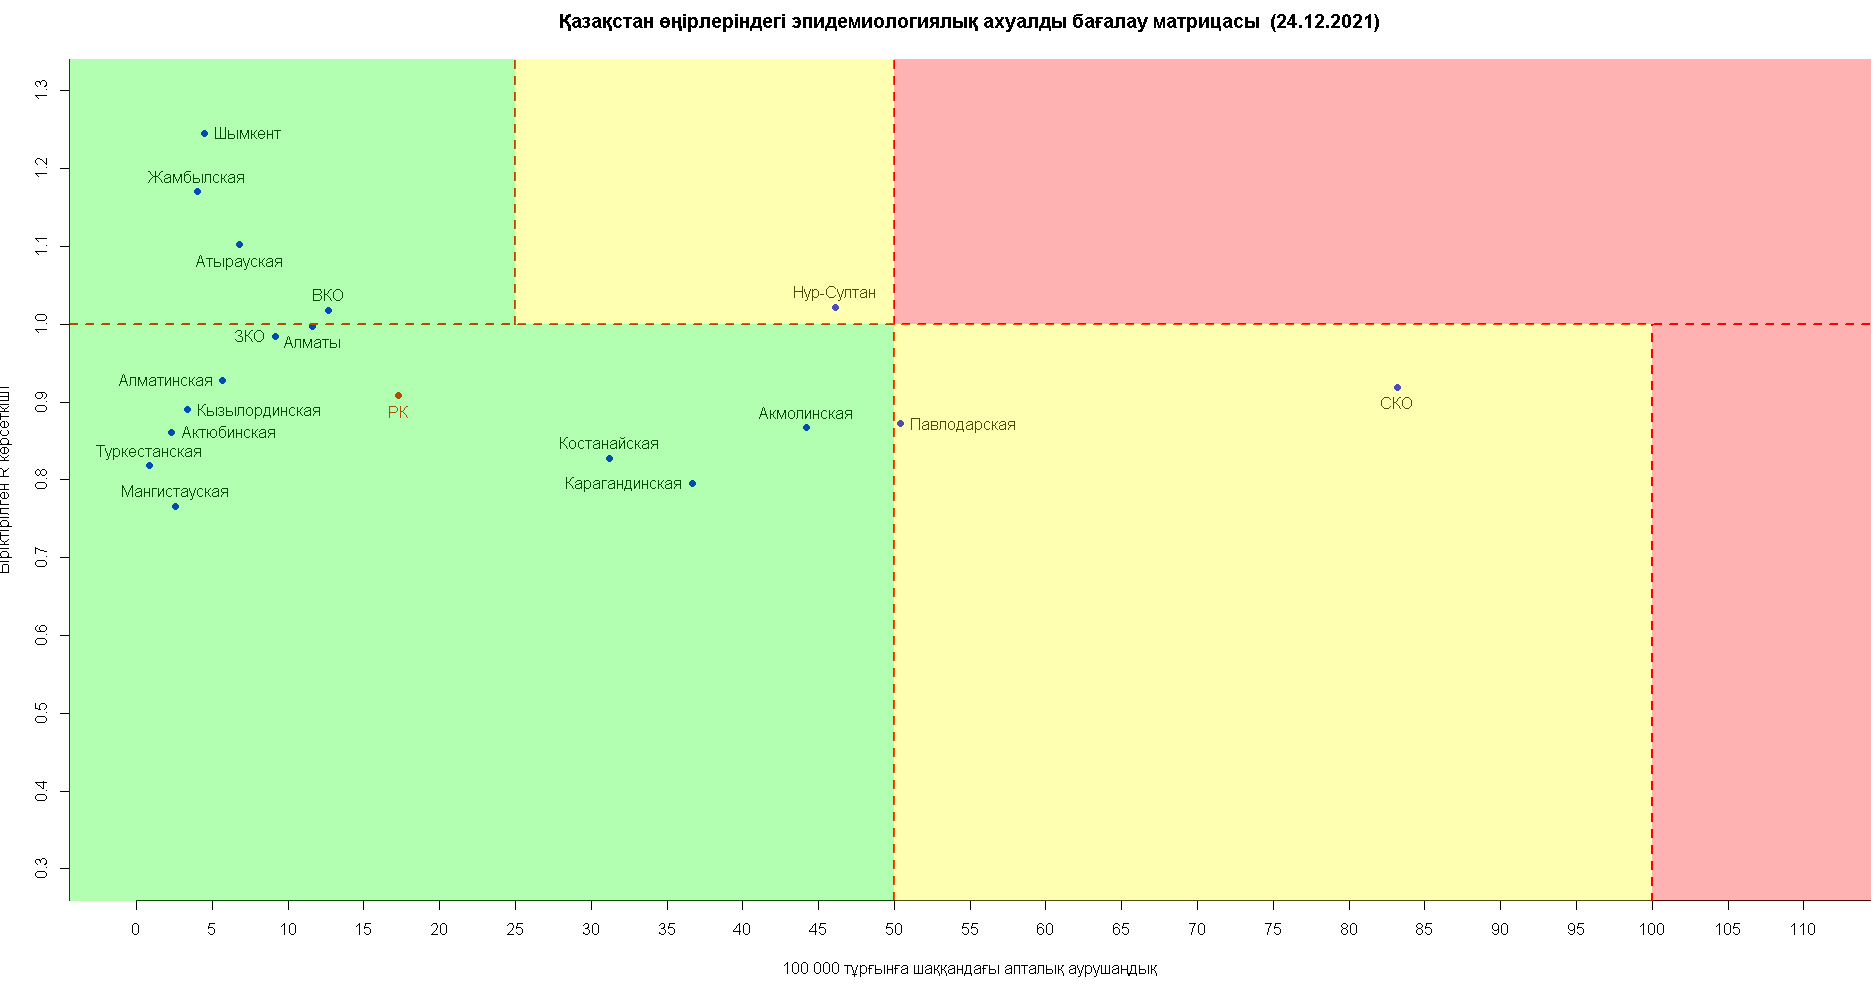 Қазақстан өңірлеріндегі эпидемиологиялық ахуалды бағалау матрицасы (24.12.2021)
1.3
1.2
1.1
1.0
0.9
0.8
0.7
0.6
0.5
0.4
0.3
Біріктірілген R көрсеткіші
Шымкент
Жамбылская
Атырауская
ВКО
Нур-Султан
ЗКО
Алматы
Алматинская
СКО
Кызылординская
РК
Акмолинская
Павлодарская
Актюбинская
Костанайская
Туркестанская
Карагандинская
Мангистауская
0 5 10 15 20 25 30 35 40 45 50 55 60 65 70 75 80 85 90 95 100 105 110
100 000 тұрғынға шаққандағы апталық аурушаңдық